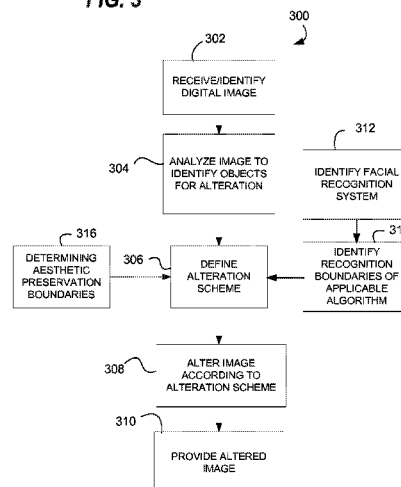 FIG. 3
300
302
RECEIVE/IDENTIFY
DIGITAL IMAGE
304
ANALYZE IMAGE TO
IDENTIFY OBJECTS
FOR ALTERATION
312
IDENTIFY FACIAL
RECOGNITION
SYSTEM
316
DETERMINING
AESTHETIC
PRESERVATION
BOUNDARIES
306
DEFINE
ALTERATION
SCHEME
31
IDENTIFY
RECOGNITION
BOUNDARIES OF
APPLICABLE
ALGORITHM
308
ALTER IMAGE
ACCORDING TO
ALTERATION SCHEME
310
PROVIDE ALTERED
IMAGE